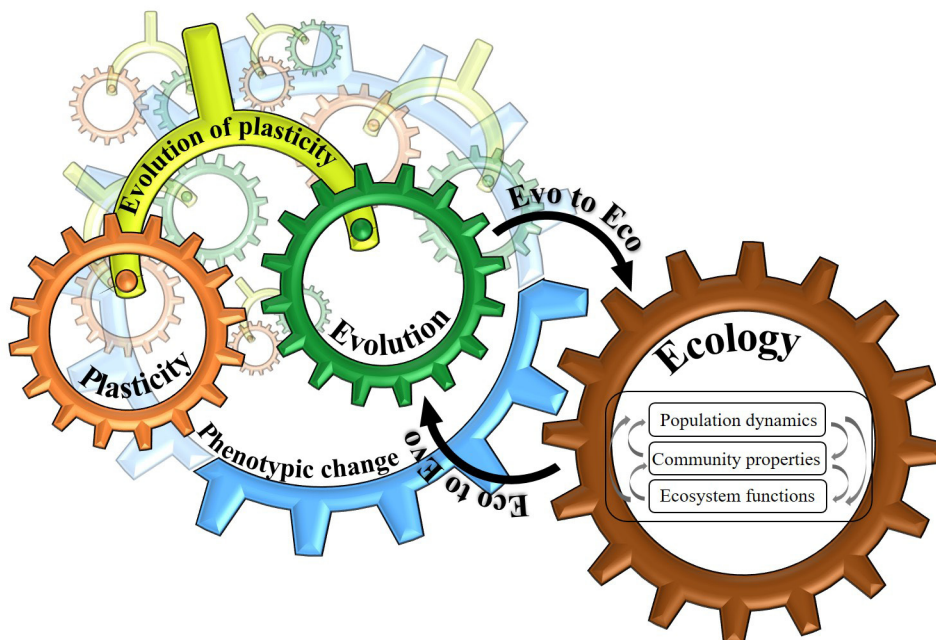 Evolution of plasticity
Evo to Eco
Evolution
Plasticity
Ecology
Population dynamics
Community properties
Ecosystem functions
Phenotypic change
Eco to Evo